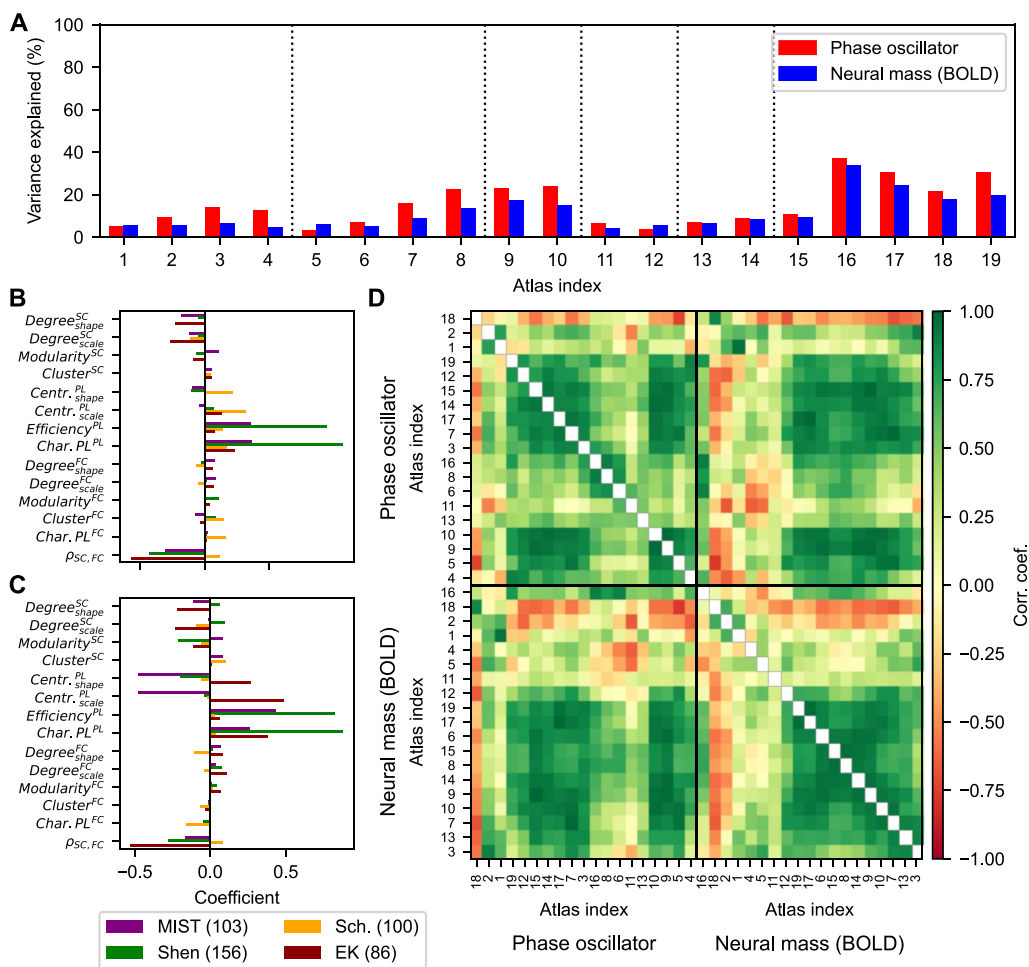 A
100
80
60
40
20
0
Variance explained (%)
Phase oscillator
Neural mass (BOLD)
1 2 3 4 5 6 7 8 9 10 11 12 13 14 15 16 17 18 19
Atlas index
B
Degree^SC_shape
Degree^SC_scale
Modularity^SC
Cluster^SC
Centr.^PL_shape
Centr.^PL_scale
Efficiency^PL
Char. PL^PL
Degree^FC_shape
Degree^FC_scale
Modularity^FC
Cluster^FC
Char. PL^FC
ρ_SC, FC
C
Degree^SC_shape
Degree^SC_scale
Modularity^SC
Cluster^SC
Centr.^PL_shape
Centr.^PL_scale
Efficiency^PL
Char. PL^PL
Degree^FC_shape
Degree^FC_scale
Modularity^FC
Cluster^FC
Char. PL^FC
ρ_SC, FC
−0.5 0.0 0.5
Coefficient
MIST (103) Sch. (100)
Shen (156) EK (86)
D
Phase oscillator
Atlas index
18
2
1
19
12
15
14
17
7
3
16
8
6
11
13
10
9
5
4
Neural mass (BOLD)
Atlas index
16
18
2
1
4
5
11
12
19
17
6
15
8
14
9
10
7
13
3
18 2 1 19 12 15 14 17 7 3 16 8 6 11 13 10 9 5 4 16 18 2 1 4 5 11 12 19 17 6 15 8 14 9 10 7 13 3
Atlas index Atlas index
Phase oscillator Neural mass (BOLD)
1.00
0.75
0.50
0.25
0.00
−0.25
−0.50
−0.75
−1.00
Corr. coef.